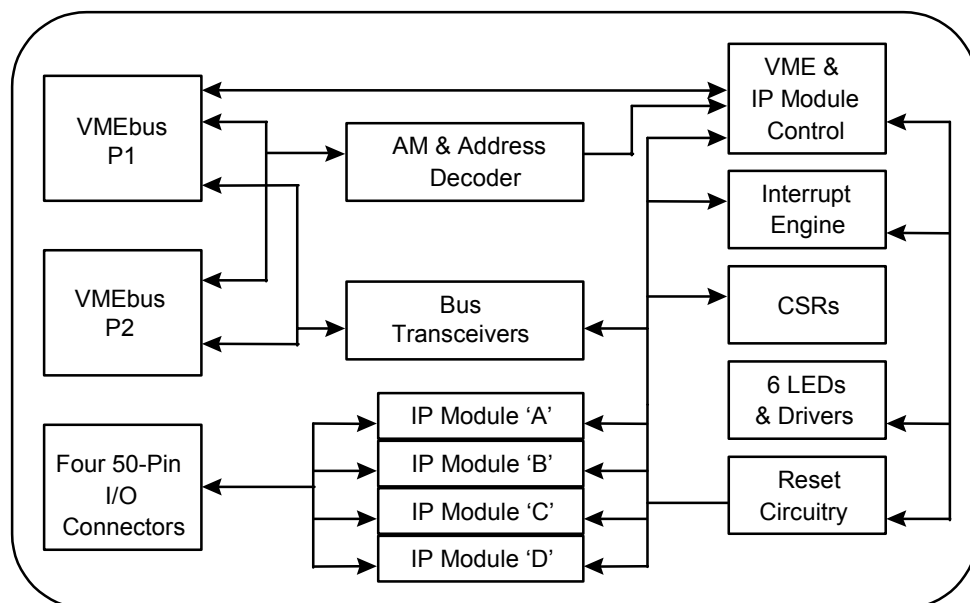 VMEbus
P1
VMEbus
P2
Four 50-Pin
I/O
Connectors
AM & Address
Decoder
Bus
Transceivers
IP Module ‘A’
IP Module ‘B’
IP Module ‘C’
IP Module ‘D’
VME &
IP Module
Control
Interrupt
Engine
CSRs
6 LEDs
& Drivers
Reset
Circuitry